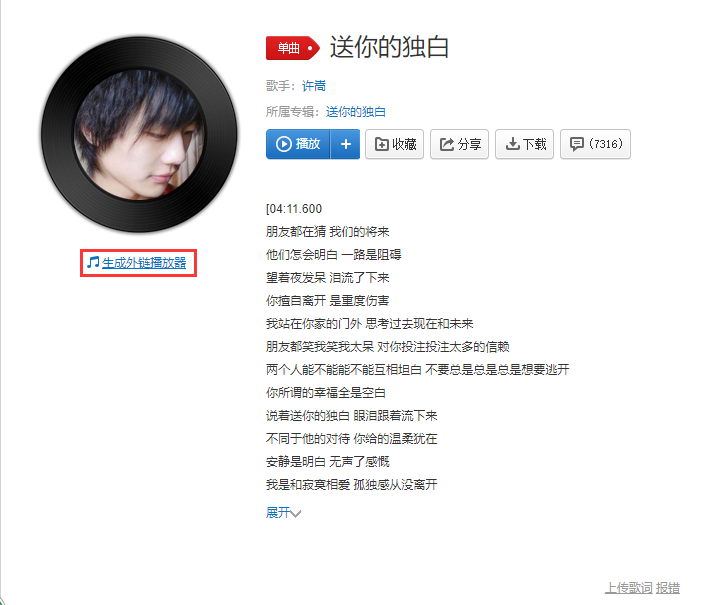 单曲 送你的独白
歌手：许嵩
所属专辑：送你的独白
播放 + 收藏 分享 下载 (7316)
生成外链播放器
[04:11.600
朋友都在猜 我们的将来
他们怎会明白 一路是阻碍
望着夜发呆 泪流了下来
你擅自离开 是重度伤害
我站在你家的门外 思考过去现在和未来
朋友都笑我笑我太呆 对你投注投注太多的信赖
两个人能不能能不能互相坦白 不要总是总是总是想要逃开
你所谓的幸福全是空白
说着送你的独白 眼泪跟着流下来
不同于他的对待 你给的温柔犹在
安静是明白 无声了感慨
我是和寂寞相爱 孤独感从没离开
展开
上传歌词 报错